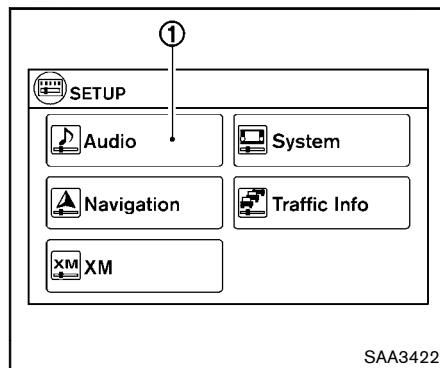 ①
SETUP
Audio
System
Navigation
Traffic Info
XM XM
SAA3422